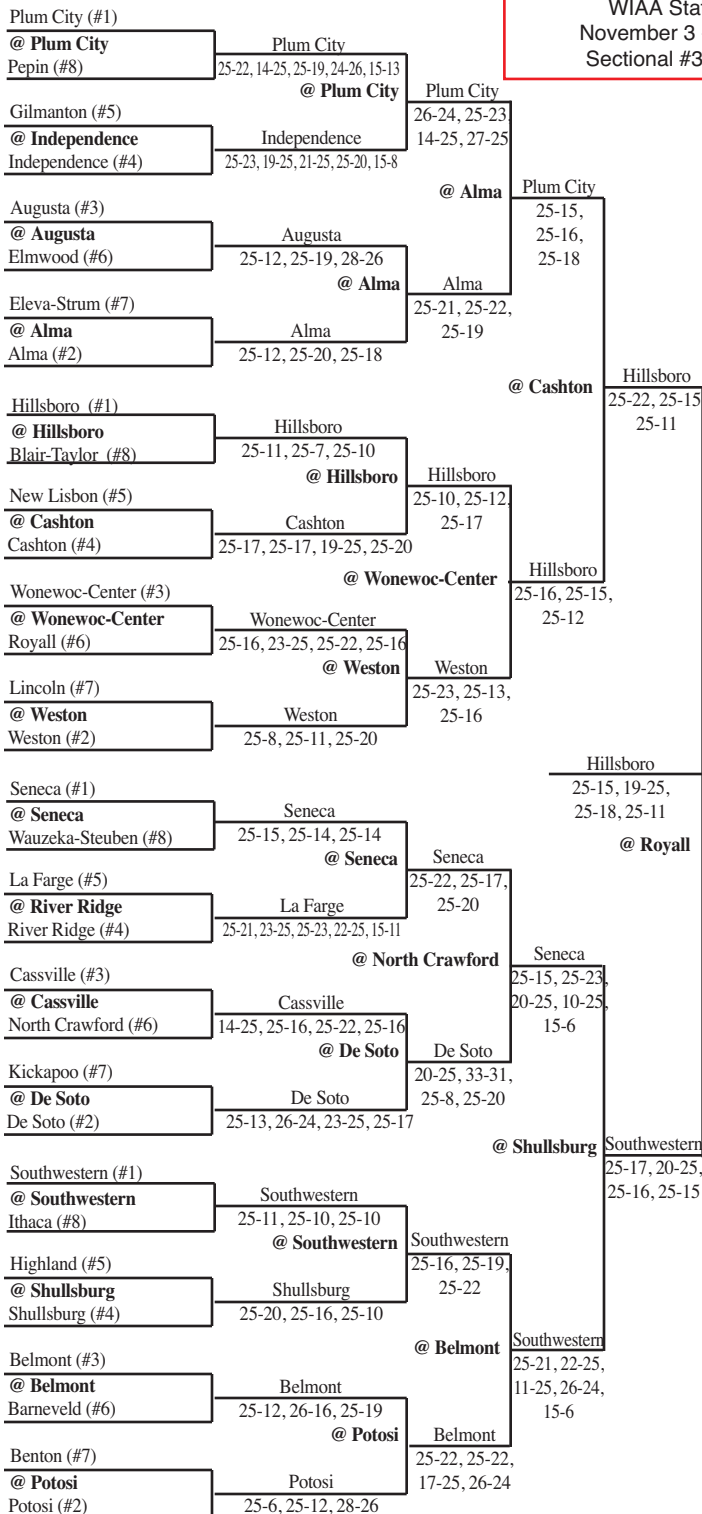 WIAA Sta
November 3
Sectional #3
Plum City (#1)
@ Plum City
Pepin (#8)
Plum City
25-22, 14-25, 25-19, 24-26, 15-13
@ Plum City
Gilmanton (#5)
@ Independence
Independence (#4)
Independence
25-23, 19-25, 21-25, 25-20, 15-8
Plum City
26-24, 25-23,
14-25, 27-25
@ Alma
Augusta (#3)
@ Augusta
Elmwood (#6)
Augusta
25-12, 25-19, 28-26
@ Alma
Eleva-Strum (#7)
@ Alma
Alma (#2)
Alma
25-12, 25-20, 25-18
Alma
25-21, 25-22,
25-19
Plum City
25-15,
25-16,
25-18
@ Cashton
Hillsboro (#1)
@ Hillsboro
Blair-Taylor (#8)
Hillsboro
25-11, 25-7, 25-10
@ Hillsboro
New Lisbon (#5)
@ Cashton
Cashton (#4)
Cashton
25-17, 25-17, 19-25, 25-20
Hillsboro
25-10, 25-12,
25-17
@ Wonewoc-Center
Wonewoc-Center (#3)
@ Wonewoc-Center
Royall (#6)
Wonewoc-Center
25-16, 23-25, 25-22, 25-16
@ Weston
Lincoln (#7)
@ Weston
Weston (#2)
Weston
25-8, 25-11, 25-20
Weston
25-23, 25-13,
25-16
Hillsboro
25-16, 25-15,
25-12
Hillsboro
25-22, 25-15
25-11
Hillsboro
25-15, 19-25,
25-18, 25-11
@ Royall
Seneca (#1)
@ Seneca
Wauzeka-Steuben (#8)
Seneca
25-15, 25-14, 25-14
@ Seneca
La Farge (#5)
@ River Ridge
River Ridge (#4)
La Farge
25-21, 23-25, 25-23, 22-25, 15-11
Seneca
25-22, 25-17,
25-20
@ North Crawford
Cassville (#3)
@ Cassville
North Crawford (#6)
Cassville
14-25, 25-16, 25-22, 25-16
@ De Soto
Kickapoo (#7)
@ De Soto
De Soto (#2)
De Soto
25-13, 26-24, 23-25, 25-17
De Soto
20-25, 33-31,
25-8, 25-20
Seneca
25-15, 25-23,
20-25, 10-25,
15-6
@ Shullsburg
Southwestern
25-17, 20-25,
25-16, 25-15
Southwestern (#1)
@ Southwestern
Ithaca (#8)
Southwestern
25-11, 25-10, 25-10
@ Southwestern
Highland (#5)
@ Shullsburg
Shullsburg (#4)
Shullsburg
25-20, 25-16, 25-10
Southwestern
25-16, 25-19,
25-22
@ Belmont
Belmont (#3)
@ Belmont
Barneveld (#6)
Belmont
25-12, 26-16, 25-19
@ Potosi
Benton (#7)
@ Potosi
Potosi (#2)
Potosi
25-6, 25-12, 28-26
Belmont
25-22, 25-22,
17-25, 26-24
Southwestern
25-21, 22-25,
11-25, 26-24,
15-6